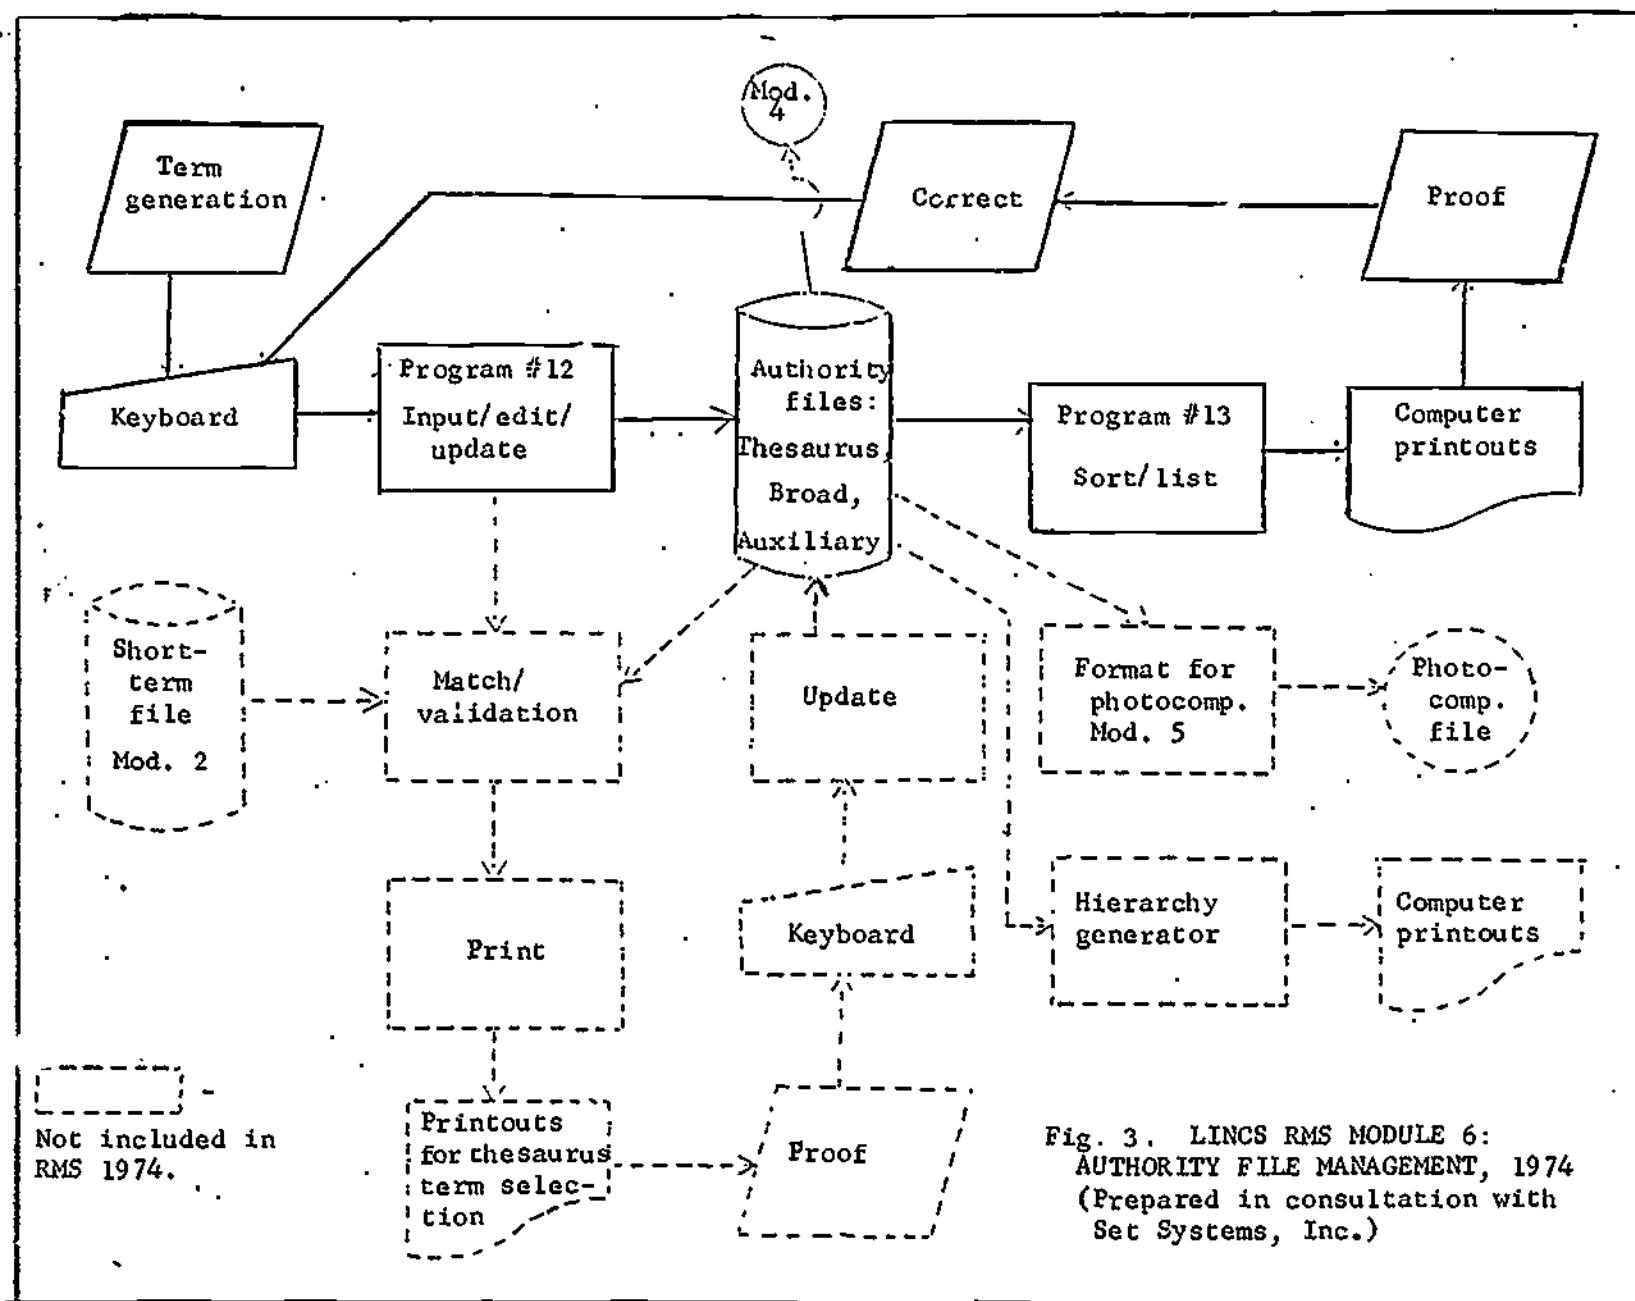 Mod.
4
Term
generation
Correct
Proof
Keyboard
Program #12
Input/edit/
update
Authority
files:
Thesaurus,
Broad,
Auxiliary
Program #13
Sort/list
Computer
printouts
Short-
term
file
Mod. 2
Match/
validation
Update
Format for
photocomp.
Mod. 5
Photo-
comp.
file
Print
Keyboard
Hierarchy
generator
Computer
printouts
Not included in
RMS 1974.
Printouts
for thesaurus
term selec-
tion
Proof
Fig. 3. LINCS RMS MODULE 6:
AUTHORITY FILE MANAGEMENT, 1974
(Prepared in consultation with
Set Systems, Inc.)